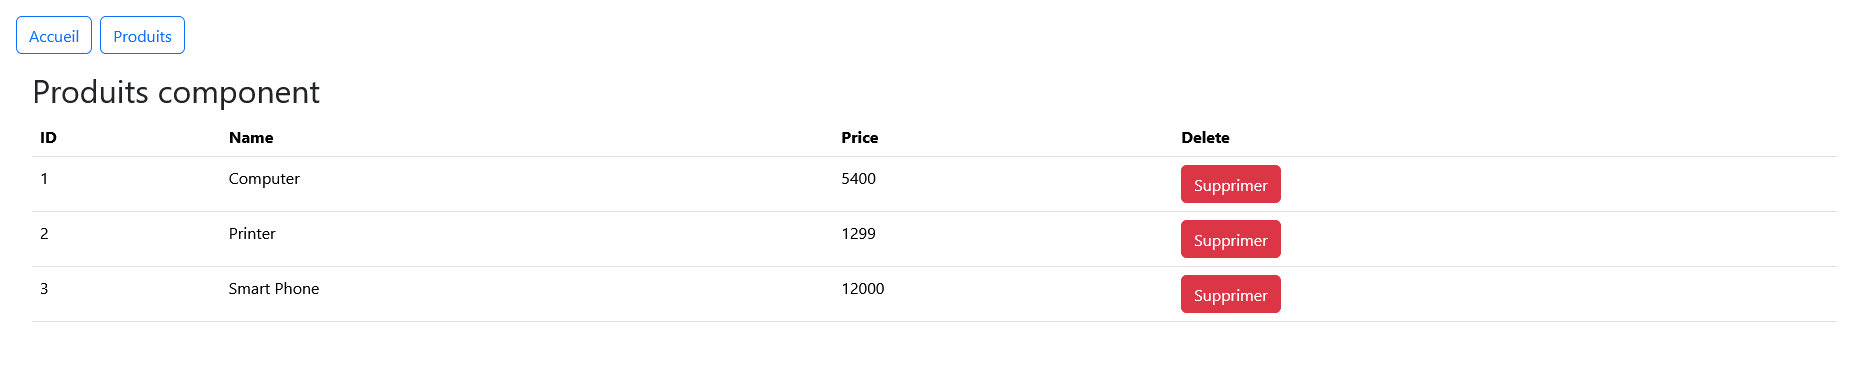 Accueil Produits
Produits component
ID Name Price Delete
1 Computer 5400 Supprimer
2 Printer 1299 Supprimer
3 Smart Phone 12000 Supprimer